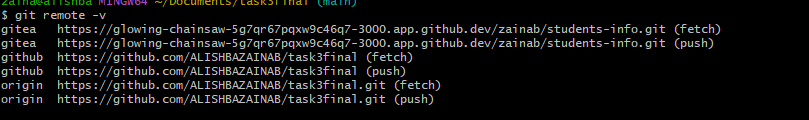 zaina@alishba MINGW64 ~/Documents/task3final (main)
$ git remote -v
gitea   https://glowing-chainsaw-5g7qr67pqxw9c46q7-3000.app.github.dev/zainab/students-info.git (fetch)
gitea   https://glowing-chainsaw-5g7qr67pqxw9c46q7-3000.app.github.dev/zainab/students-info.git (push)
github  https://github.com/ALISHBAZAINAB/task3final (fetch)
github  https://github.com/ALISHBAZAINAB/task3final (push)
origin  https://github.com/ALISHBAZAINAB/task3final.git (fetch)
origin  https://github.com/ALISHBAZAINAB/task3final.git (push)